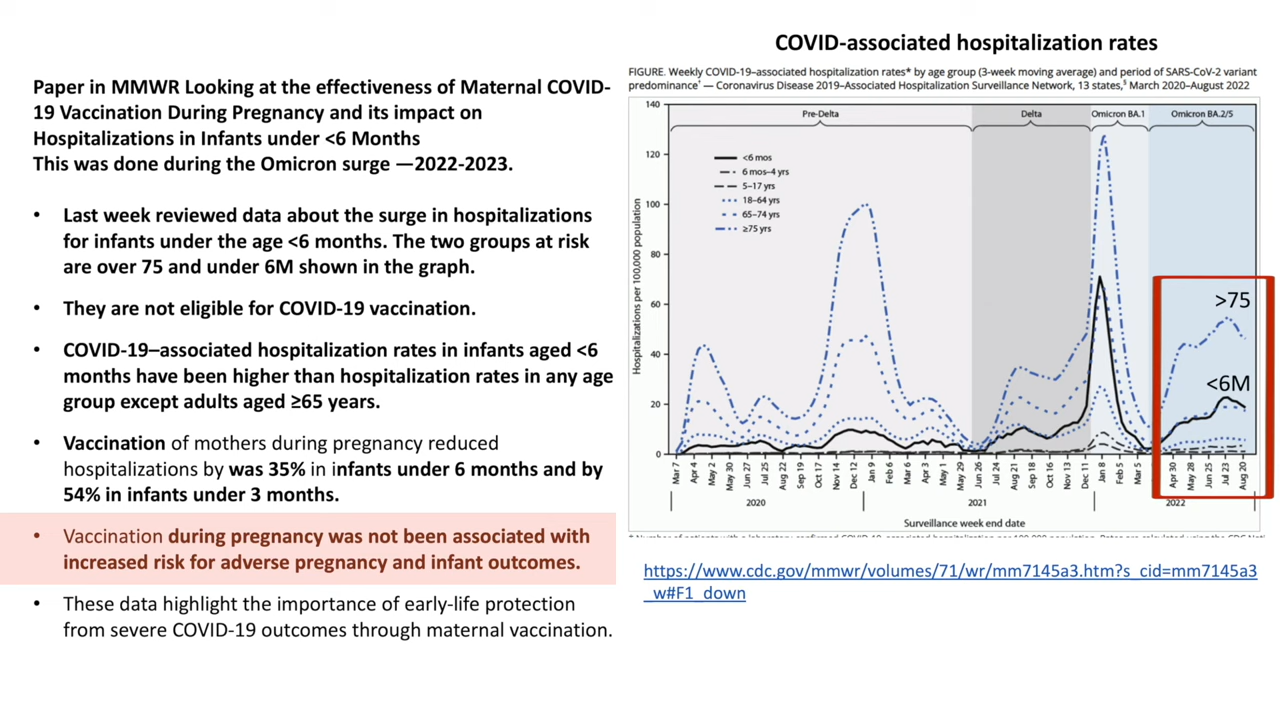 COVID-associated hospitalization rates
Paper in MMWR Looking at the effectiveness of Maternal COVID-
19 Vaccination During Pregnancy and its impact on
Hospitalizations in Infants under <6 Months
This was done during the Omicron surge —2022-2023.
• Last week reviewed data about the surge in hospitalizations
for infants under the age <6 months. The two groups at risk
are over 75 and under 6M shown in the graph.
• They are not eligible for COVID-19 vaccination.
• COVID-19–associated hospitalization rates in infants aged <6
months have been higher than hospitalization rates in any age
group except adults aged ≥65 years.
• Vaccination of mothers during pregnancy reduced
hospitalizations by was 35% in infants under 6 months and by
54% in infants under 3 months.
• Vaccination during pregnancy was not been associated with
increased risk for adverse pregnancy and infant outcomes.
• These data highlight the importance of early-life protection
from severe COVID-19 outcomes through maternal vaccination.
FIGURE. Weekly COVID-19–associated hospitalization rates* by age group (3-week moving average) and period of SARS-CoV-2 variant
predominance† — Coronavirus Disease 2019–Associated Hospitalization Surveillance Network, 13 states,§ March 2020–August 2022
Pre-Delta Delta Omicron BA.1 Omicron BA.2/5
<6 mos
6 mos–4 yrs
5–17 yrs
18–64 yrs
65–74 yrs
≥75 yrs
Hospitalizations per 100,000 population
140
120
100
80
60
40
20
0
>75
<6M
Mar 7 Apr 4 May 2 May 30 Jun 27 Jul 25 Aug 22 Sep 19 Oct 17 Nov 14 Dec 12 Jan 9 Feb 6 Mar 6 Apr 3 May 1 May 29 Jun 26 Jul 24 Aug 21 Sep 18 Oct 16 Nov 13 Dec 11 Jan 8 Feb 5 Mar 5 Apr 30 May 28 Jun 25 Jul 23 Aug 20
2020 2021 2022
Surveillance week end date
https://www.cdc.gov/mmwr/volumes/71/wr/mm7145a3.htm?s_cid=mm7145a3
_w#F1_down